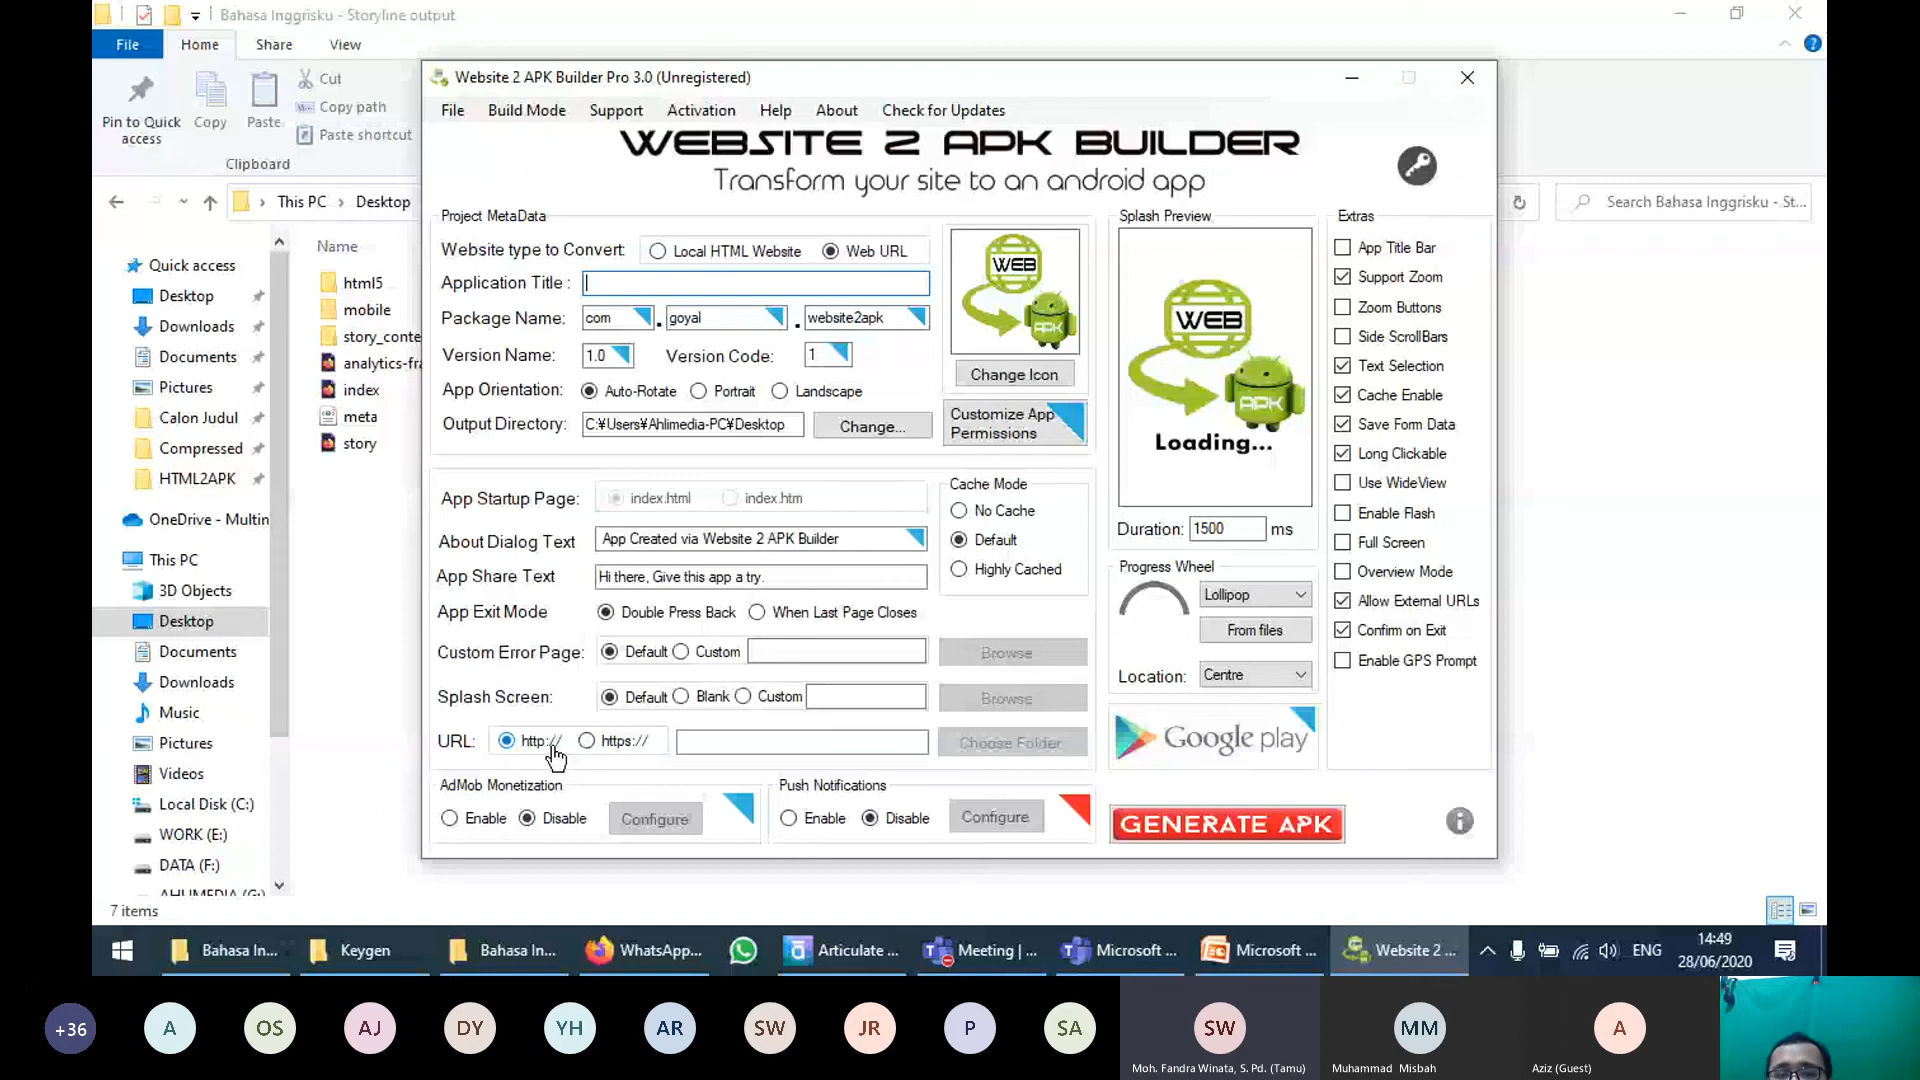 Bahasa Inggrisku - Storyline output
File Home Share View
Pin to Quick access
Copy
Paste
Cut
Copy path
Paste shortcut
Clipboard
This PC Desktop
Search Bahasa Inggrisku - St...
Quick access
Desktop
Downloads
Documents
Pictures
Calon Judul
Compressed
HTML2APK
OneDrive - Multin
This PC
3D Objects
Desktop
Documents
Downloads
Music
Pictures
Videos
Local Disk (C:)
WORK (E:)
DATA (F:)
AHLIMEDIA (G:)
7 items
Name
html5
mobile
story_conte
analytics-fra
index
meta
story
Website 2 APK Builder Pro 3.0 (Unregistered)
File Build Mode Support Activation Help About Check for Updates
WEBSITE 2 APK BUILDER
Transform your site to an android app
Project MetaData
Website type to Convert: Local HTML Website Web URL
Application Title :
Package Name: com . goyal . website2apk
Version Name: 1.0 Version Code: 1
App Orientation: Auto-Rotate Portrait Landscape
Output Directory: C:¥Users¥Ahlimedia-PC¥Desktop Change...
WEB
APK
Change Icon
Customize App Permissions
App Startup Page: index.html index.htm
About Dialog Text App Created via Website 2 APK Builder
App Share Text Hi there, Give this app a try.
App Exit Mode Double Press Back When Last Page Closes
Custom Error Page: Default Custom Browse
Splash Screen: Default Blank Custom Browse
URL: http:// https:// Choose Folder
Cache Mode
No Cache
Default
Highly Cached
AdMob Monetization
Enable Disable Configure
Push Notifications
Enable Disable Configure
Splash Preview
WEB
APK
Loading...
Duration: 1500 ms
Progress Wheel
Lollipop
From files
Location: Centre
Google play
GENERATE APK
Extras
App Title Bar
Support Zoom
Zoom Buttons
Side ScrollBars
Text Selection
Cache Enable
Save Form Data
Long Clickable
Use WideView
Enable Flash
Full Screen
Overview Mode
Allow External URLs
Confirm on Exit
Enable GPS Prompt
Bahasa In... Keygen Bahasa In... WhatsApp... Articulate ... Meeting | ... Microsoft ... Microsoft ... Website 2 ... ENG
14:49
28/06/2020
+36 A OS AJ DY YH AR SW JR P SA SW MM A
Moh. Fandra Winata, S. Pd. (Tamu) Muhammad Misbah Aziz (Guest)